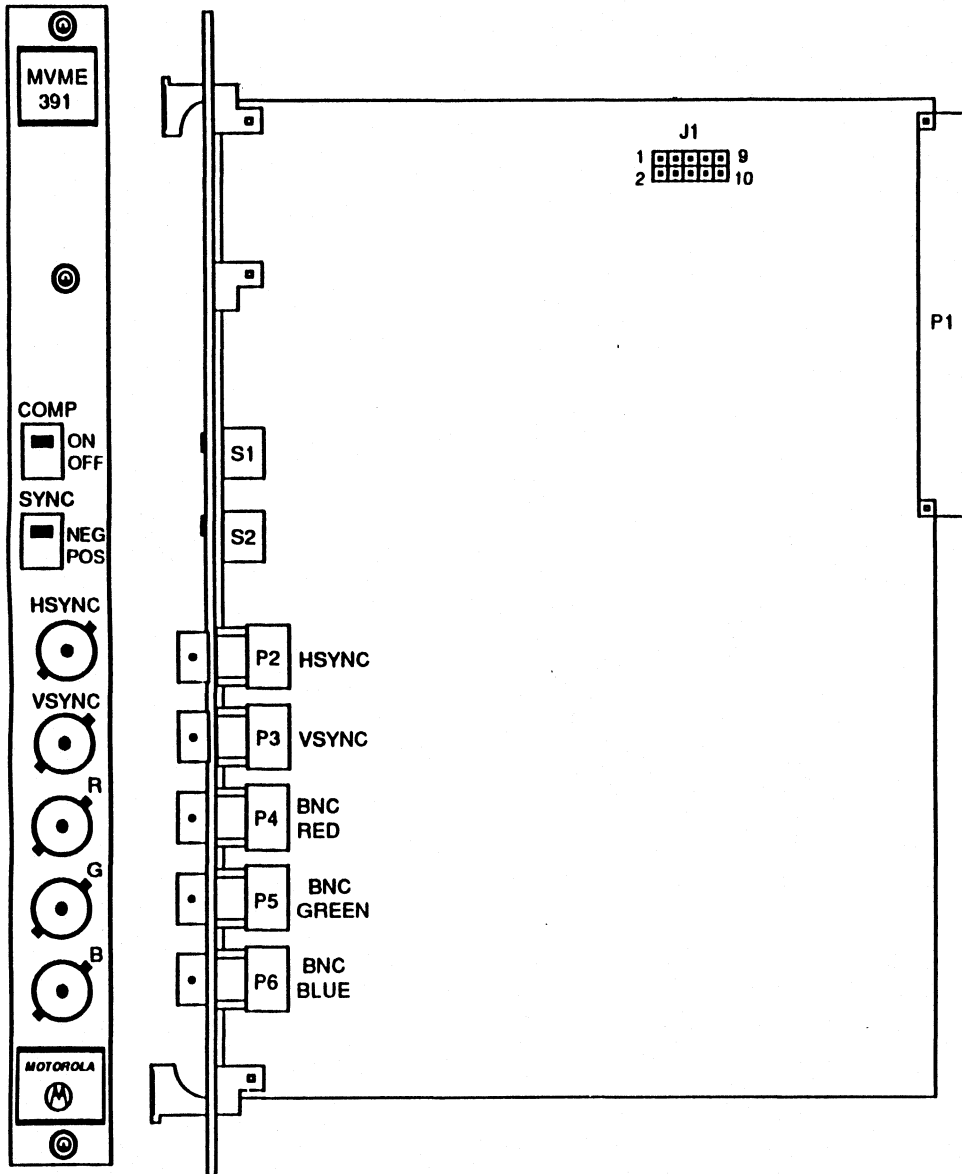 MVME
391
COMP
ON
OFF
SYNC
NEG
POS
HSYNC
VSYNC
R
G
B
MOTOROLA
J1
1 9
2 10
P1
S1
S2
P2 HSYNC
P3 VSYNC
P4 BNC
RED
P5 BNC
GREEN
P6 BNC
BLUE